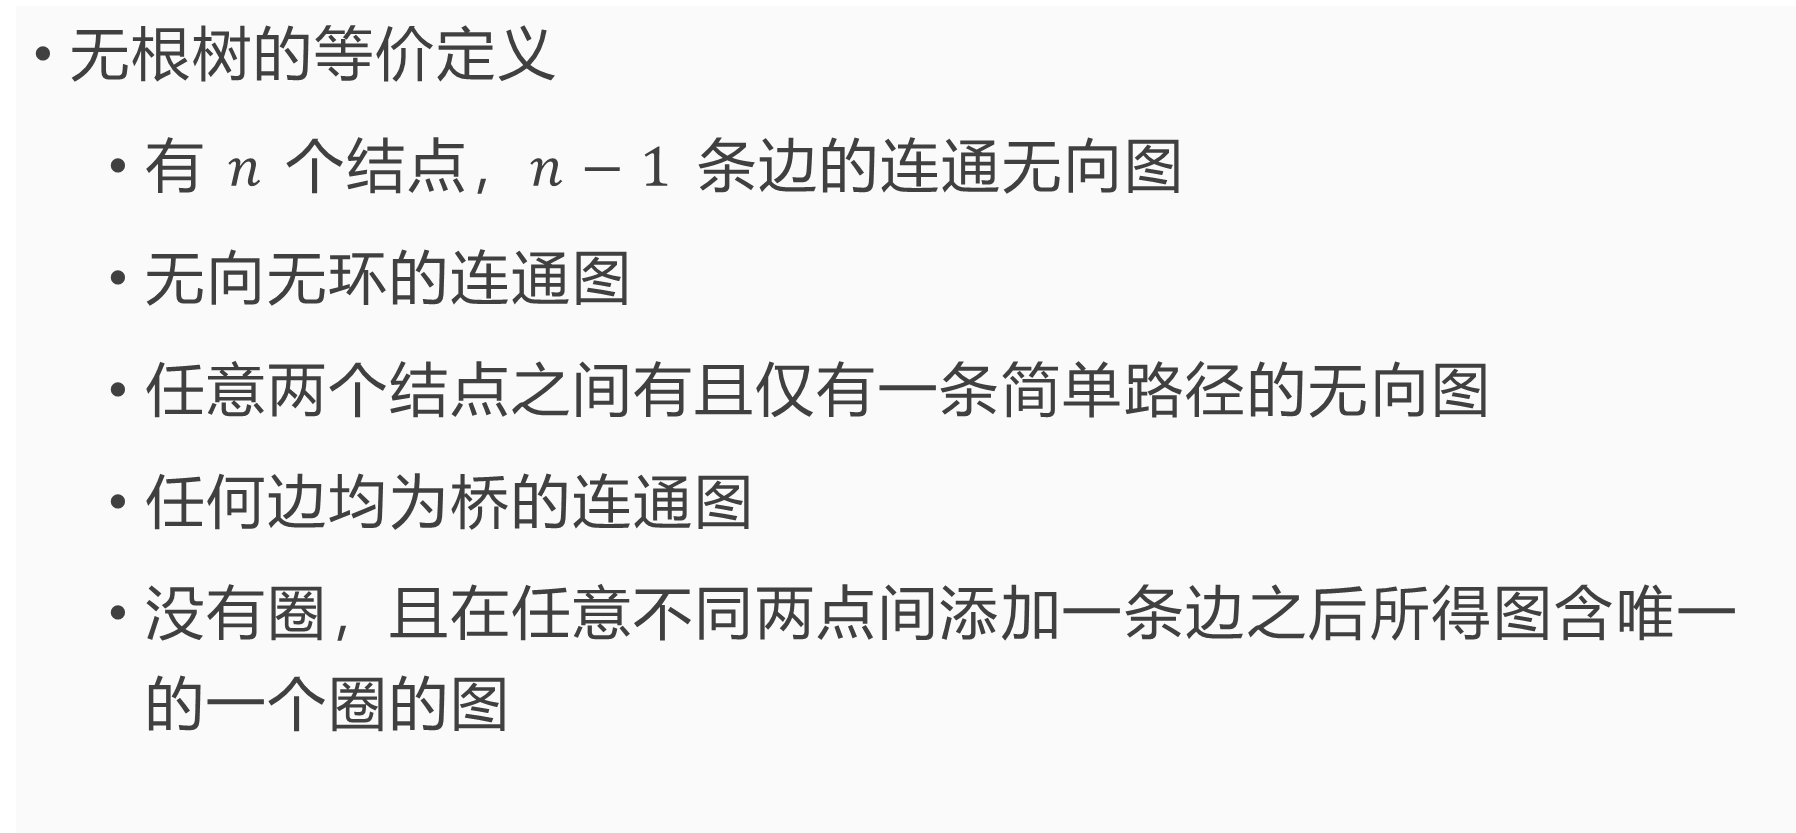 • 无根树的等价定义
• 有 n 个结点，n − 1 条边的连通无向图
• 无向无环的连通图
• 任意两个结点之间有且仅有一条简单路径的无向图
• 任何边均为桥的连通图
• 没有圈，且在任意不同两点间添加一条边之后所得图含唯一
的一个圈的图